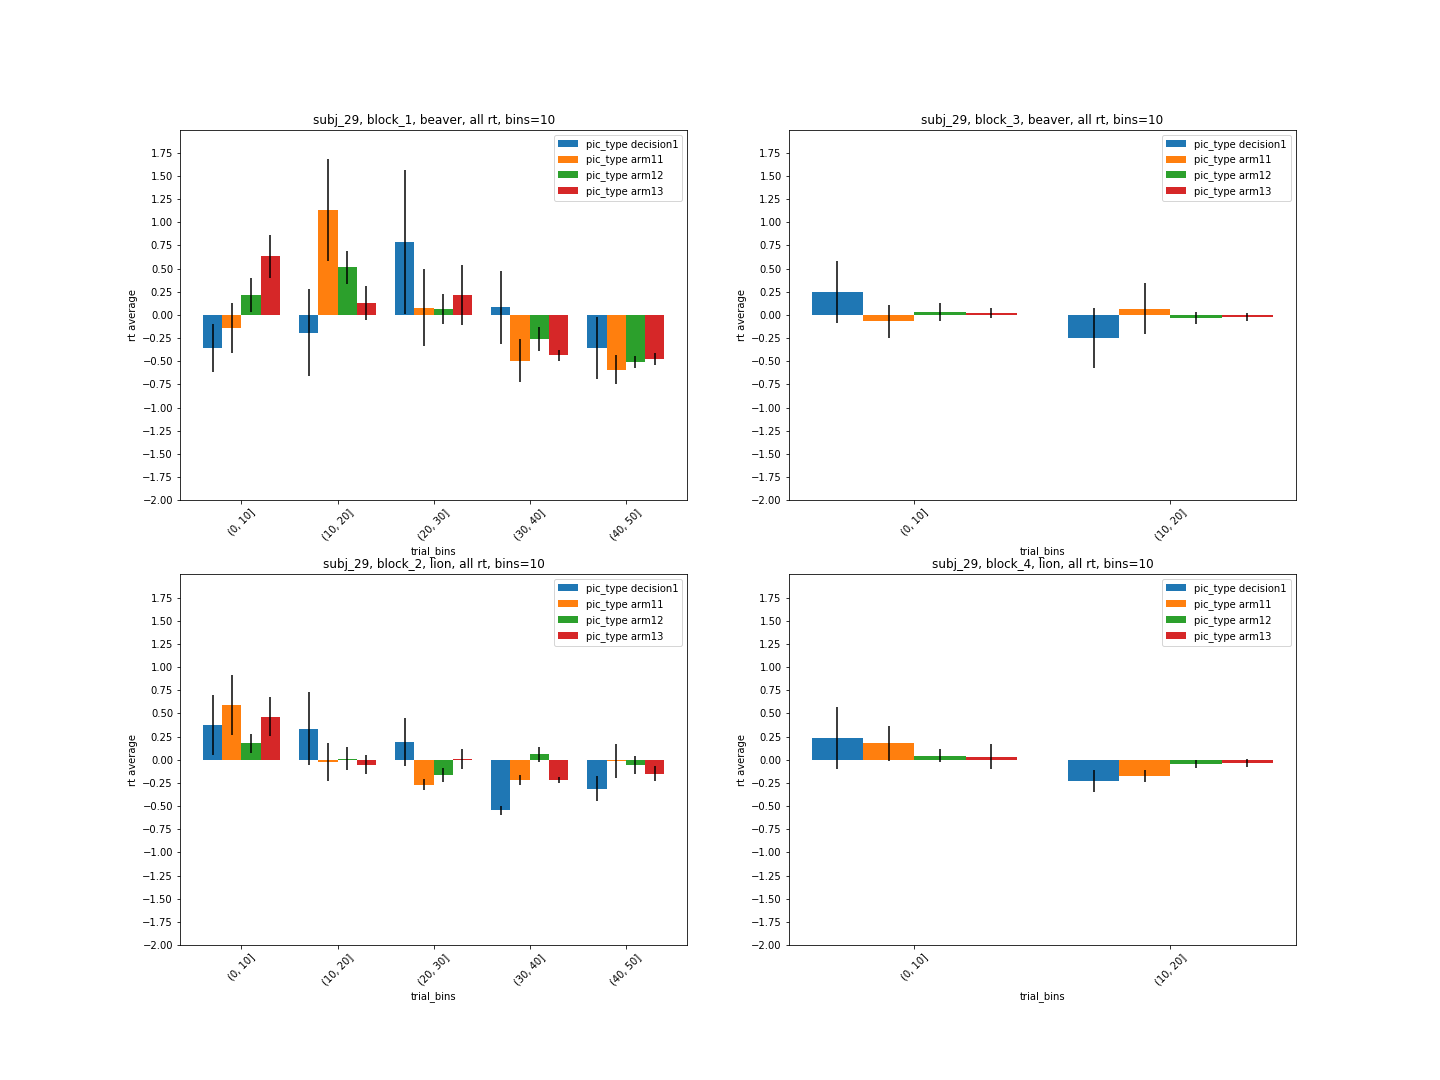 subj_29, block_1, beaver, all rt, bins=10
pic_type decision1
pic_type arm11
pic_type arm12
pic_type arm13
1.75
1.50
1.25
1.00
0.75
0.50
0.25
0.00
−0.25
−0.50
−0.75
−1.00
−1.25
−1.50
−1.75
−2.00
rt average
(0, 10]
(10, 20]
(20, 30]
(30, 40]
(40, 50]
trial_bins
subj_29, block_3, beaver, all rt, bins=10
pic_type decision1
pic_type arm11
pic_type arm12
pic_type arm13
1.75
1.50
1.25
1.00
0.75
0.50
0.25
0.00
−0.25
−0.50
−0.75
−1.00
−1.25
−1.50
−1.75
−2.00
rt average
(0, 10]
(10, 20]
trial_bins
subj_29, block_2, lion, all rt, bins=10
pic_type decision1
pic_type arm11
pic_type arm12
pic_type arm13
1.75
1.50
1.25
1.00
0.75
0.50
0.25
0.00
−0.25
−0.50
−0.75
−1.00
−1.25
−1.50
−1.75
−2.00
rt average
(0, 10]
(10, 20]
(20, 30]
(30, 40]
(40, 50]
trial_bins
subj_29, block_4, lion, all rt, bins=10
pic_type decision1
pic_type arm11
pic_type arm12
pic_type arm13
1.75
1.50
1.25
1.00
0.75
0.50
0.25
0.00
−0.25
−0.50
−0.75
−1.00
−1.25
−1.50
−1.75
−2.00
rt average
(0, 10]
(10, 20]
trial_bins